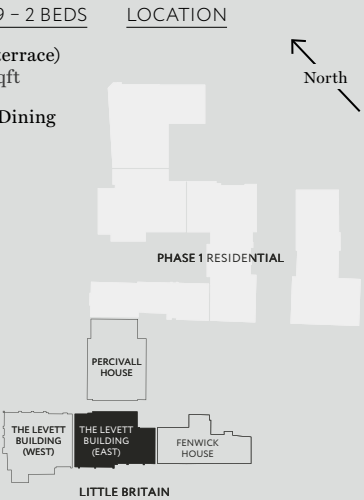 9 – 2 BEDS
LOCATION
terrace)
qft
North
Dining
PHASE 1 RESIDENTIAL
PERCIVALL
HOUSE
THE LEVETT
BUILDING
(WEST)
THE LEVETT
BUILDING
(EAST)
FENWICK
HOUSE
LITTLE BRITAIN